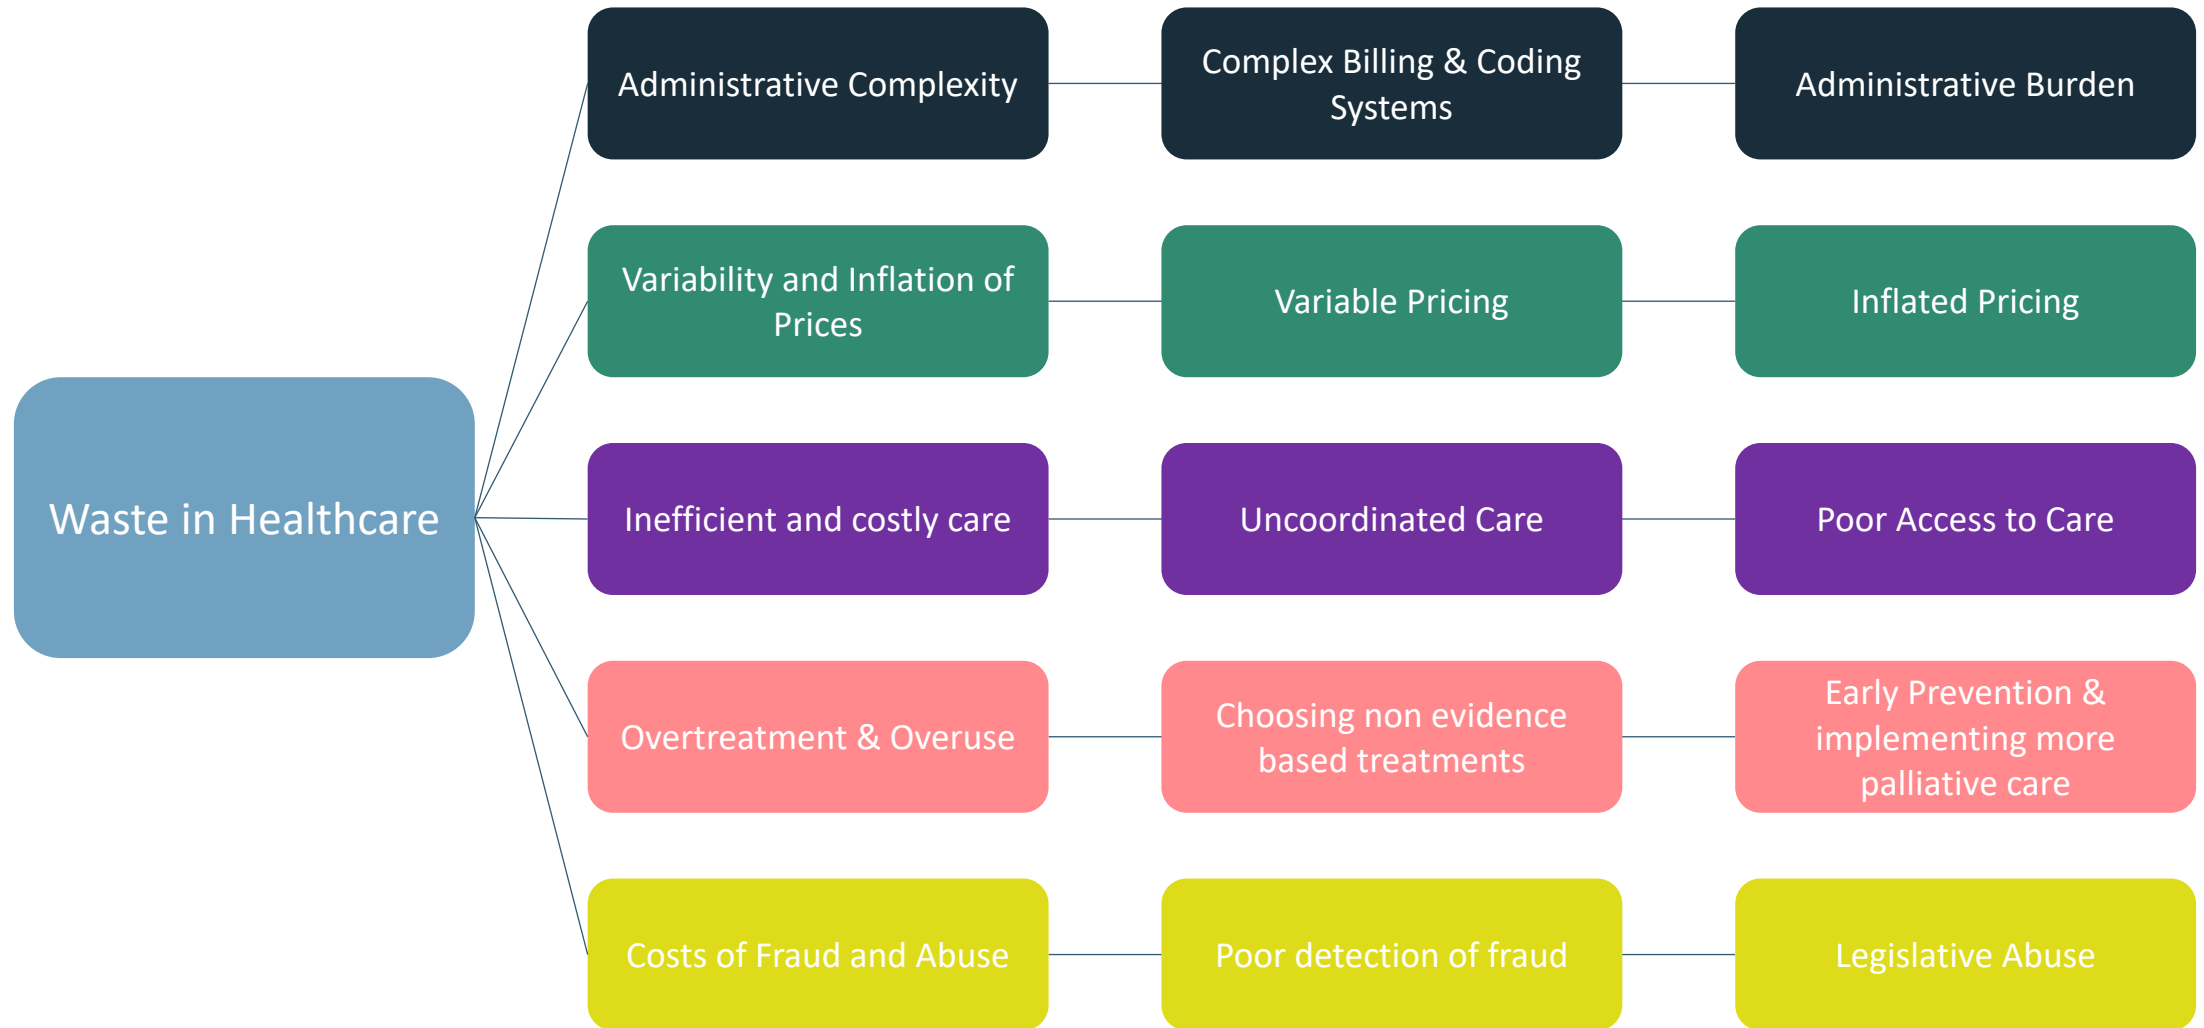 Administrative Complexity
Complex Billing & Coding
Systems
Administrative Burden
Variability and Inflation of
Prices
Variable Pricing
Inflated Pricing
Waste in Healthcare
Inefficient and costly care
Uncoordinated Care
Poor Access to Care
Overtreatment & Overuse
Choosing non evidence
based treatments
Early Prevention &
implementing more
palliative care
Costs of Fraud and Abuse
Poor detection of fraud
Legislative Abuse